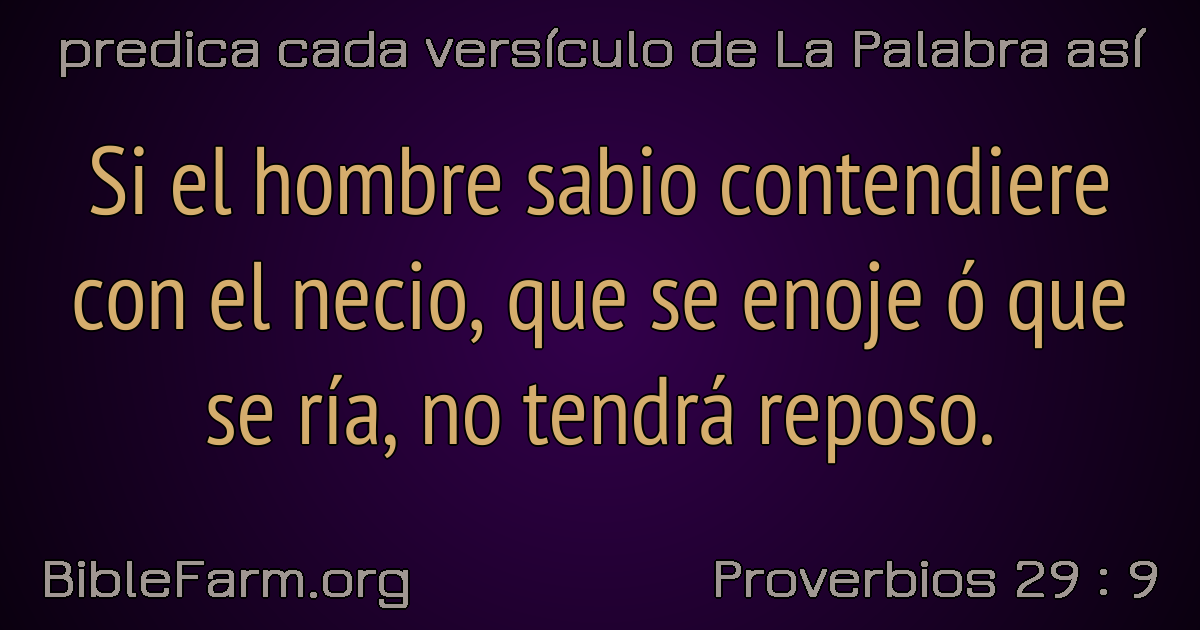 predica cada versículo de La Palabra así
Si el hombre sabio contendiere
con el necio, que se enoje ó que
se ría, no tendrá reposo.
BibleFarm.org
Proverbios 29 : 9